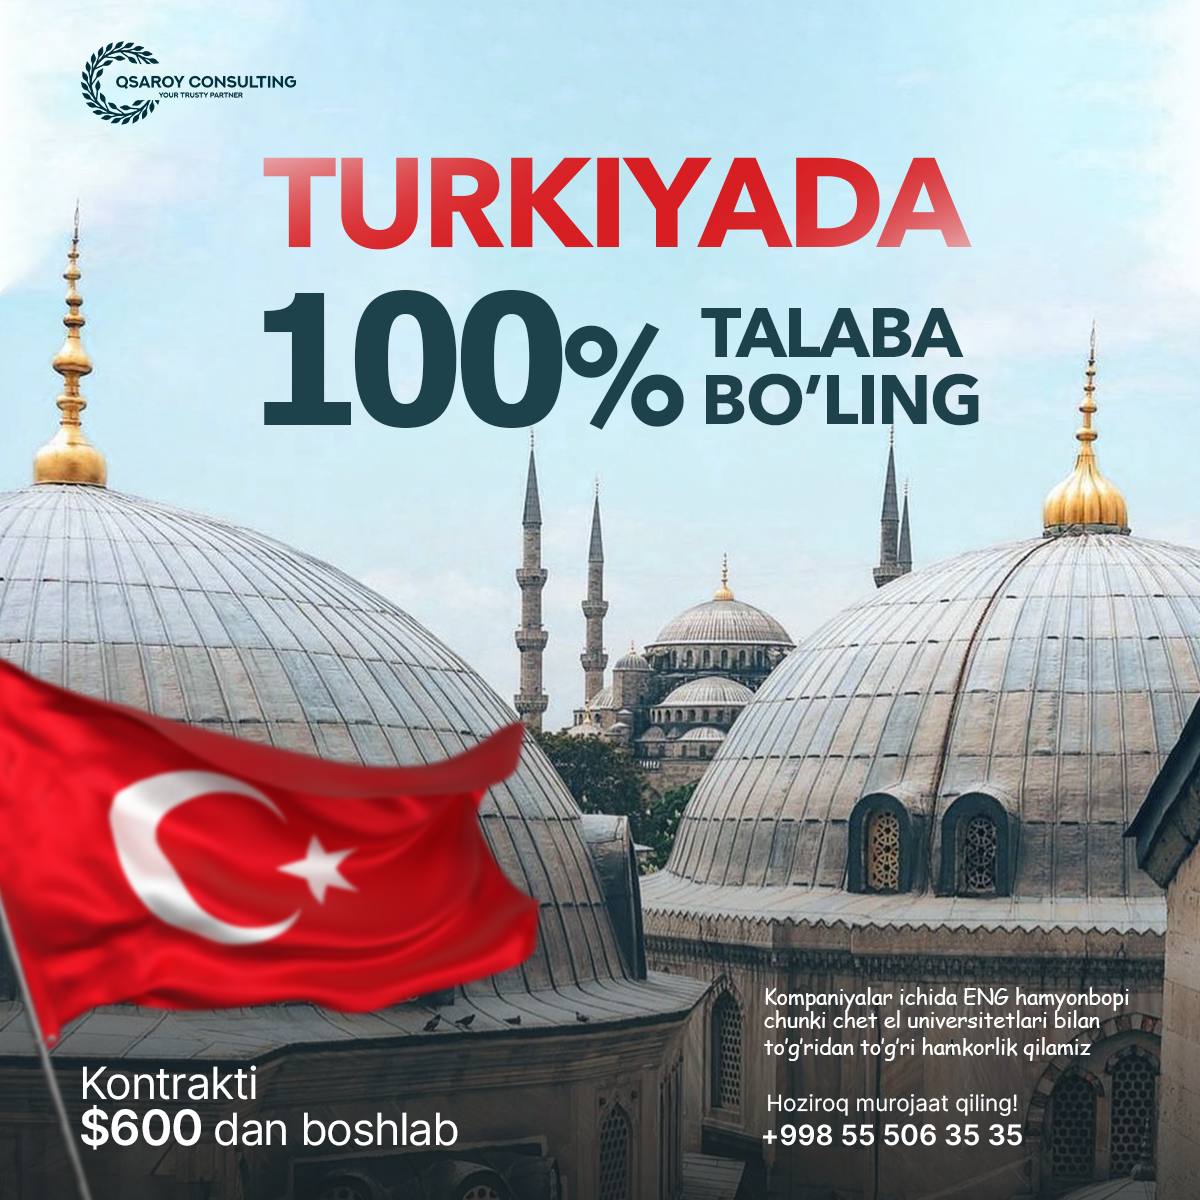 QSAROY CONSULTING
YOUR TRUSTY PARTNER
TURKIYADA
100% TALABA
BO’LING
Kompaniyalar ichida ENG hamyonbopi
chunki chet el universitetlari bilan
to’g’ridan to’g’ri hamkorlik qilamiz
Kontrakti
$600 dan boshlab
Hoziroq murojaat qiling!
+998 55 506 35 35